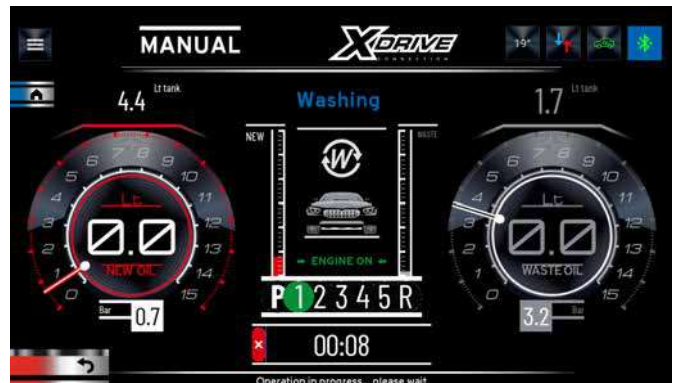 MANUAL
XDRIVE
CONNECTION
19°
4.4 Lt tank
Washing
1.7 Lt tank
NEW
WASTE
W
0 1 2 3 4 5 6 7 8 9 10 11 12 13 14 15
Lt
0.0
NEW OIL
Bar
0.7
ENGINE ON
P 1 2 3 4 5 R
0 1 2 3 4 5 6 7 8 9 10 11 12 13 14 15
Lt
0.0
WASTE OIL
3.2
Bar
× 00:08
Operation in progress... please wait